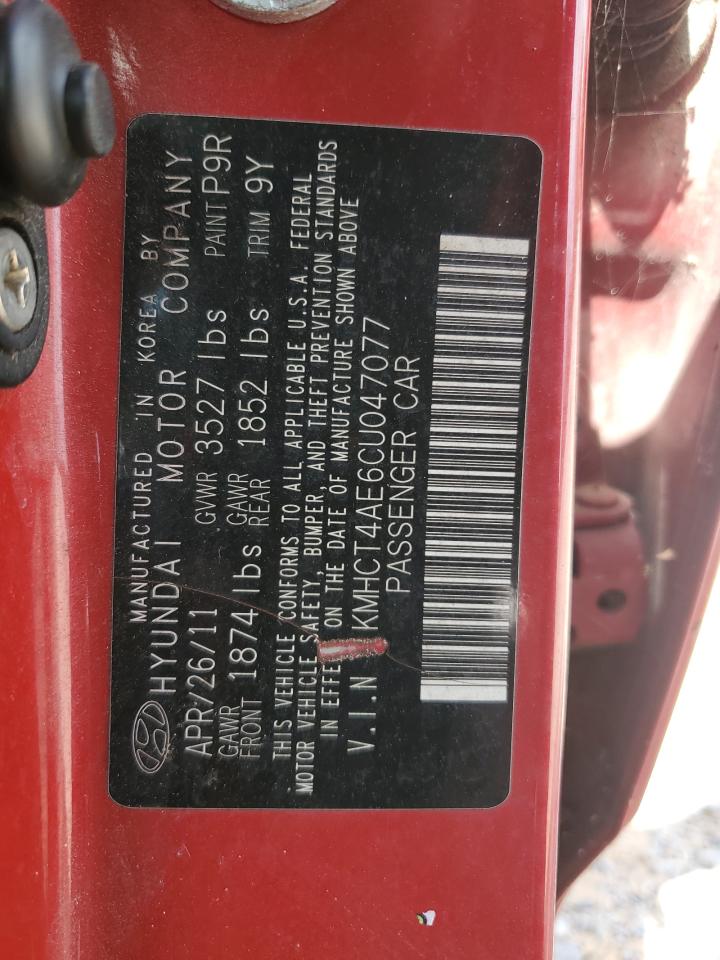 MANUFACTURED IN KOREA BY
HYUNDAI MOTOR COMPANY
APR/26/11 GVWR 3527 lbs PAINT P9R
GAWR FRONT 1874 lbs GAWR REAR 1852 lbs TRIM 9Y
THIS VEHICLE CONFORMS TO ALL APPLICABLE U.S.A. FEDERAL
MOTOR VEHICLE SAFETY, BUMPER, AND THEFT PREVENTION STANDARDS
IN EFFE ON THE DATE OF MANUFACTURE SHOWN ABOVE
V.I.N KMHCT4AE6CU047077
PASSENGER CAR